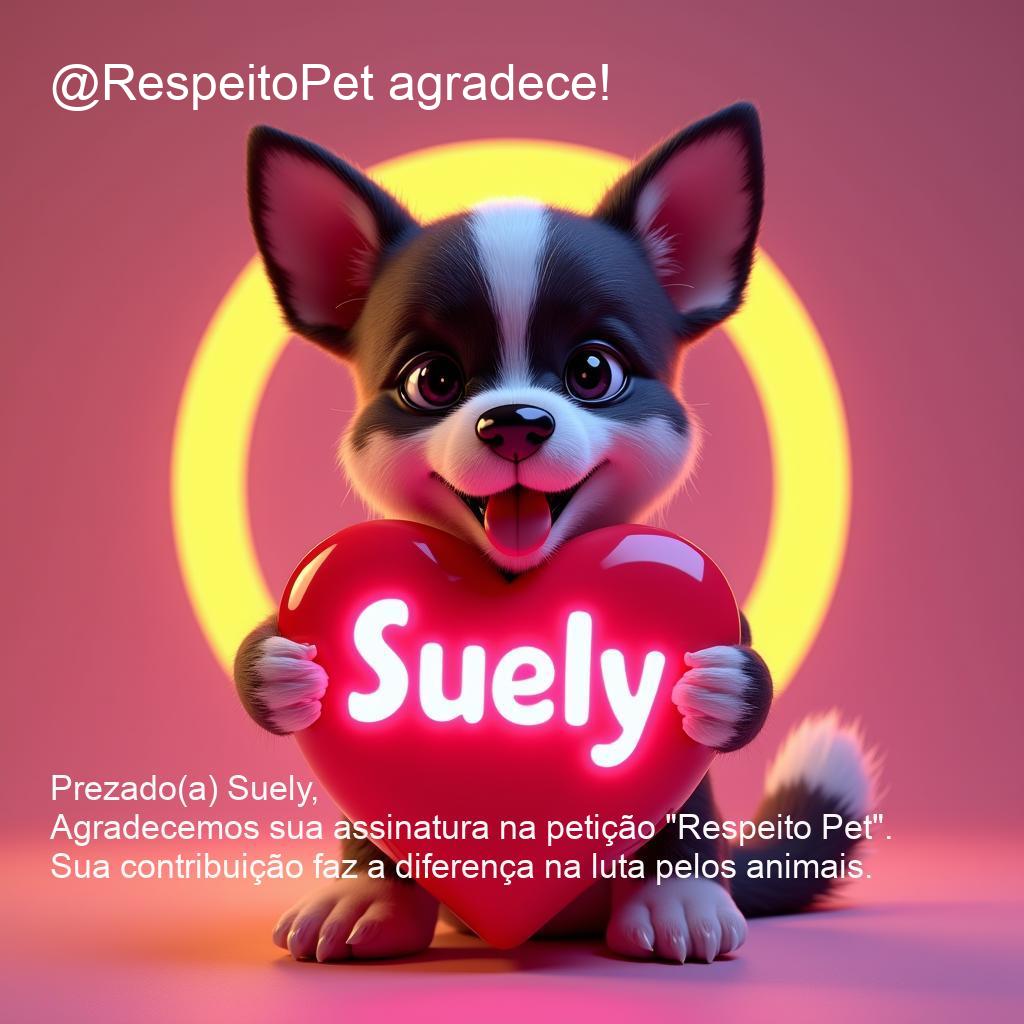 @RespeitoPet agradece!
Suely
Prezado(a) Suely,
Agradecemos sua assinatura na petição "Respeito Pet".
Sua contribuição faz a diferença na luta pelos animais.